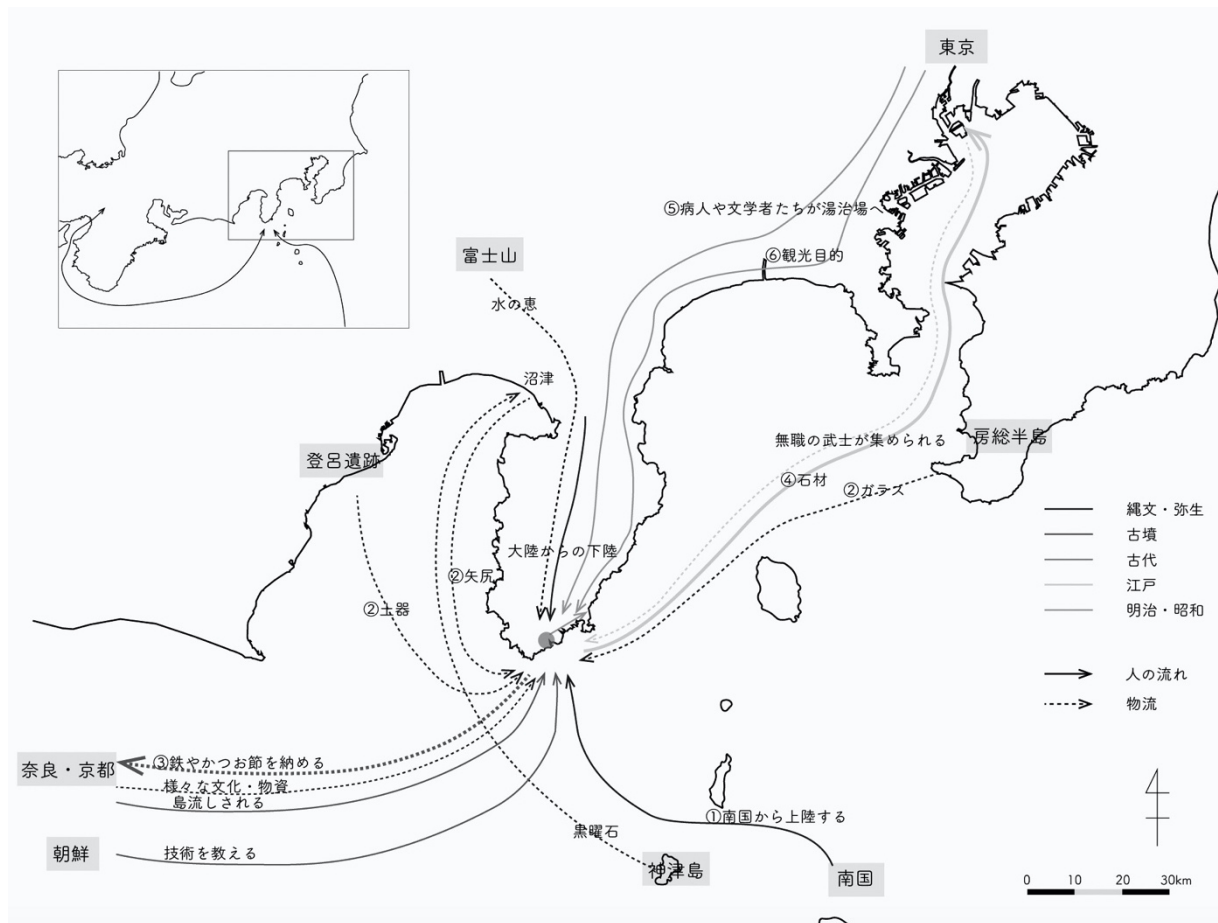 東京
⑤病人や文学者たちが湯治場へ
⑥観光目的
富士山
水の恵
沼津
登呂遺跡
無職の武士が集められる
房総半島
④石材
②ガラス
大陸からの下陸
②矢尻
②土器
縄文・弥生
古墳
古代
江戸
明治・昭和
人の流れ
物流
③鉄やかつお節を納める
奈良・京都
様々な文化・物資
島流しされる
①南国から上陸する
黒曜石
朝鮮
技術を教える
神津島
南国
0 10 20 30km